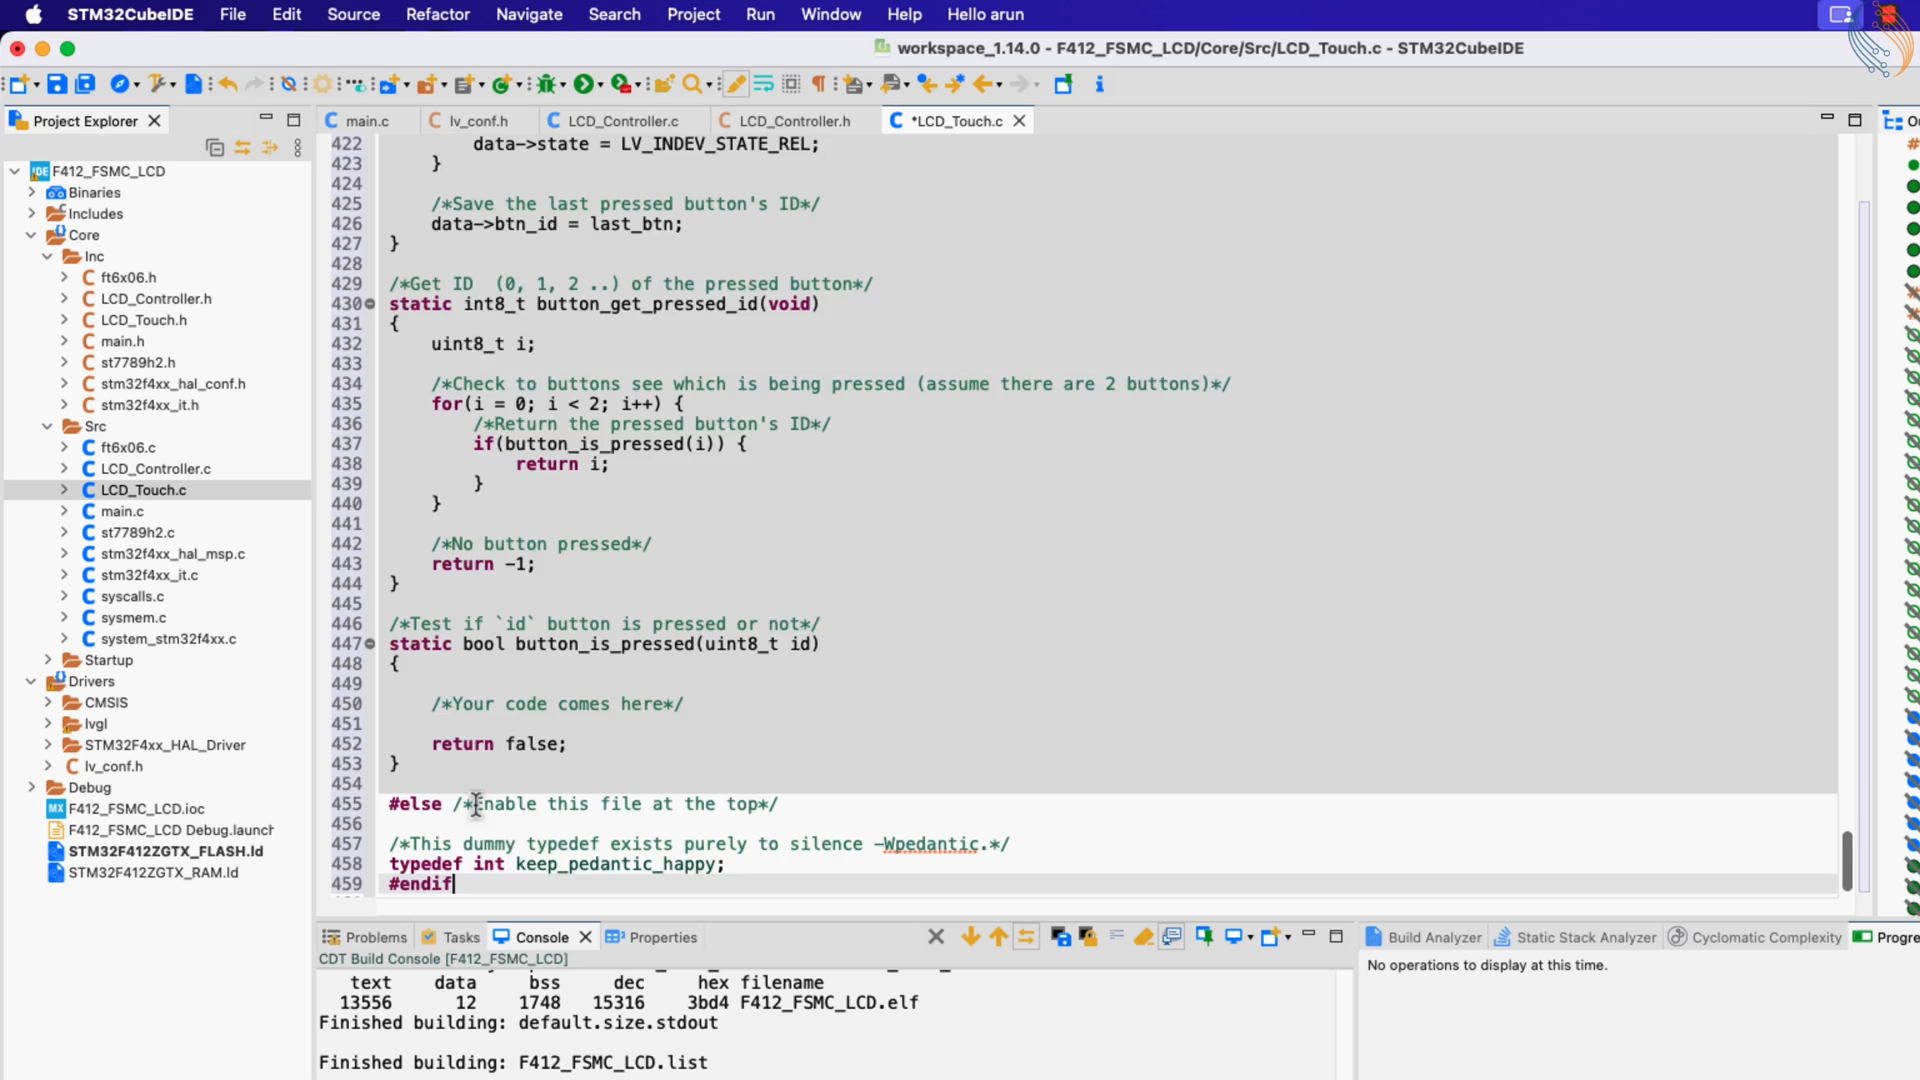 STM32CubeIDE File Edit Source Refactor Navigate Search Project Run Window Help Hello arun
workspace_1.14.0 - F412_FSMC_LCD/Core/Src/LCD_Touch.c - STM32CubeIDE
Project Explorer
main.c lv_conf.h LCD_Controller.c LCD_Controller.h *LCD_Touch.c
F412_FSMC_LCD
Binaries
Includes
Core
Inc
ft6x06.h
LCD_Controller.h
LCD_Touch.h
main.h
st7789h2.h
stm32f4xx_hal_conf.h
stm32f4xx_it.h
Src
ft6x06.c
LCD_Controller.c
LCD_Touch.c
main.c
st7789h2.c
stm32f4xx_hal_msp.c
stm32f4xx_it.c
syscalls.c
sysmem.c
system_stm32f4xx.c
Startup
Drivers
CMSIS
lvgl
STM32F4xx_HAL_Driver
lv_conf.h
Debug
F412_FSMC_LCD.ioc
F412_FSMC_LCD Debug.launch
STM32F412ZGTX_FLASH.ld
STM32F412ZGTX_RAM.ld
422 data->state = LV_INDEV_STATE_REL;
423 }
424
425 /*Save the last pressed button's ID*/
426 data->btn_id = last_btn;
427 }
428
429 /*Get ID  (0, 1, 2 ..) of the pressed button*/
430 static int8_t button_get_pressed_id(void)
431 {
432 uint8_t i;
433
434 /*Check to buttons see which is being pressed (assume there are 2 buttons)*/
435 for(i = 0; i < 2; i++) {
436 /*Return the pressed button's ID*/
437 if(button_is_pressed(i)) {
438 return i;
439 }
440 }
441
442 /*No button pressed*/
443 return -1;
444 }
445
446 /*Test if `id` button is pressed or not*/
447 static bool button_is_pressed(uint8_t id)
448 {
449
450 /*Your code comes here*/
451
452 return false;
453 }
454
455 #else /*Enable this file at the top*/
456
457 /*This dummy typedef exists purely to silence -Wpedantic.*/
458 typedef int keep_pedantic_happy;
459 #endif
Problems Tasks Console Properties
CDT Build Console [F412_FSMC_LCD]
text data bss dec hex filename
13556 12 1748 15316 3bd4 F412_FSMC_LCD.elf
Finished building: default.size.stdout
Finished building: F412_FSMC_LCD.list
Build Analyzer Static Stack Analyzer Cyclomatic Complexity
No operations to display at this time.